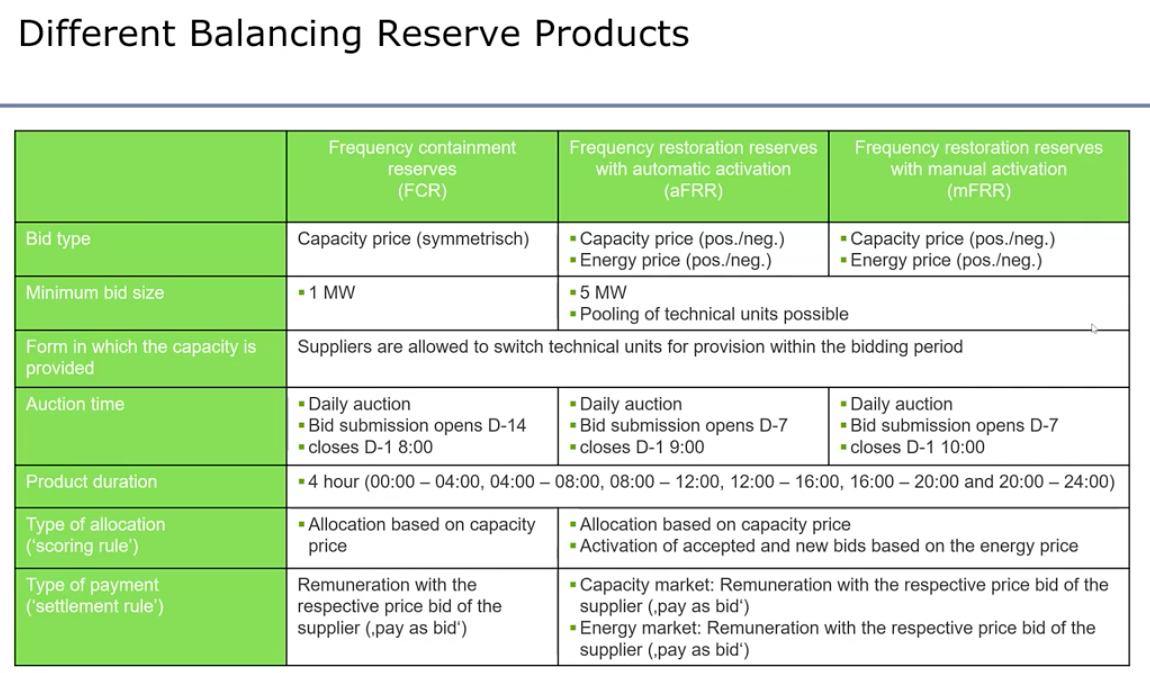 Different Balancing Reserve Products
Frequency containment
reserves
(FCR)
Frequency restoration reserves
with automatic activation
(aFRR)
Frequency restoration reserves
with manual activation
(mFRR)
Bid type
Capacity price (symmetrisch)
▪ Capacity price (pos./neg.)
▪ Energy price (pos./neg.)
▪ Capacity price (pos./neg.)
▪ Energy price (pos./neg.)
Minimum bid size
▪ 1 MW
▪ 5 MW
▪ Pooling of technical units possible
Form in which the capacity is
provided
Suppliers are allowed to switch technical units for provision within the bidding period
Auction time
▪ Daily auction
▪ Bid submission opens D-14
▪ closes D-1 8:00
▪ Daily auction
▪ Bid submission opens D-7
▪ closes D-1 9:00
▪ Daily auction
▪ Bid submission opens D-7
▪ closes D-1 10:00
Product duration
▪ 4 hour (00:00 – 04:00, 04:00 – 08:00, 08:00 – 12:00, 12:00 – 16:00, 16:00 – 20:00 and 20:00 – 24:00)
Type of allocation
(‘scoring rule’)
▪ Allocation based on capacity
price
▪ Allocation based on capacity price
▪ Activation of accepted and new bids based on the energy price
Type of payment
(‘settlement rule’)
Remuneration with the
respective price bid of the
supplier (‚pay as bid‘)
▪ Capacity market: Remuneration with the respective price bid of the
supplier (‚pay as bid‘)
▪ Energy market: Remuneration with the respective price bid of the
supplier (‚pay as bid‘)